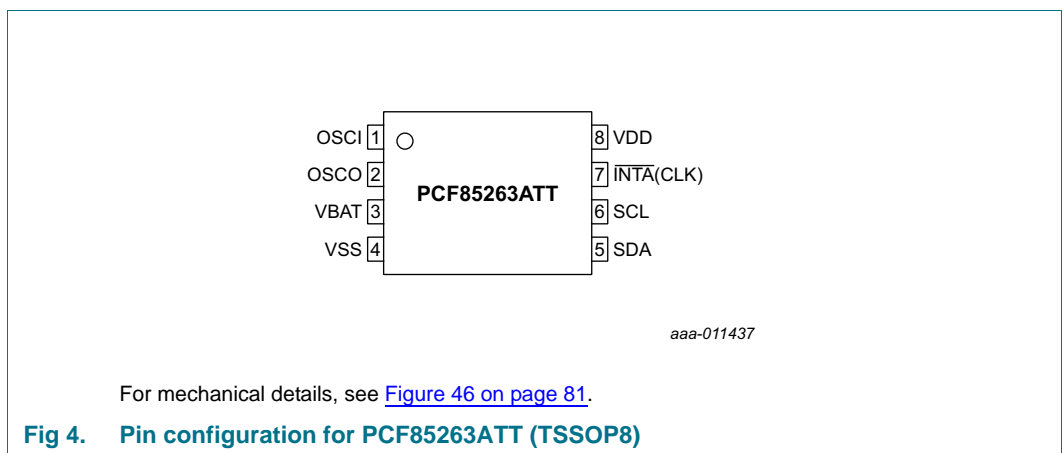 OSCI 1 8 VDD
OSCO 2 7 INTA(CLK)
PCF85263ATT
VBAT 3 6 SCL
VSS 4 5 SDA
aaa-011437
For mechanical details, see Figure 46 on page 81.
Fig 4. Pin configuration for PCF85263ATT (TSSOP8)